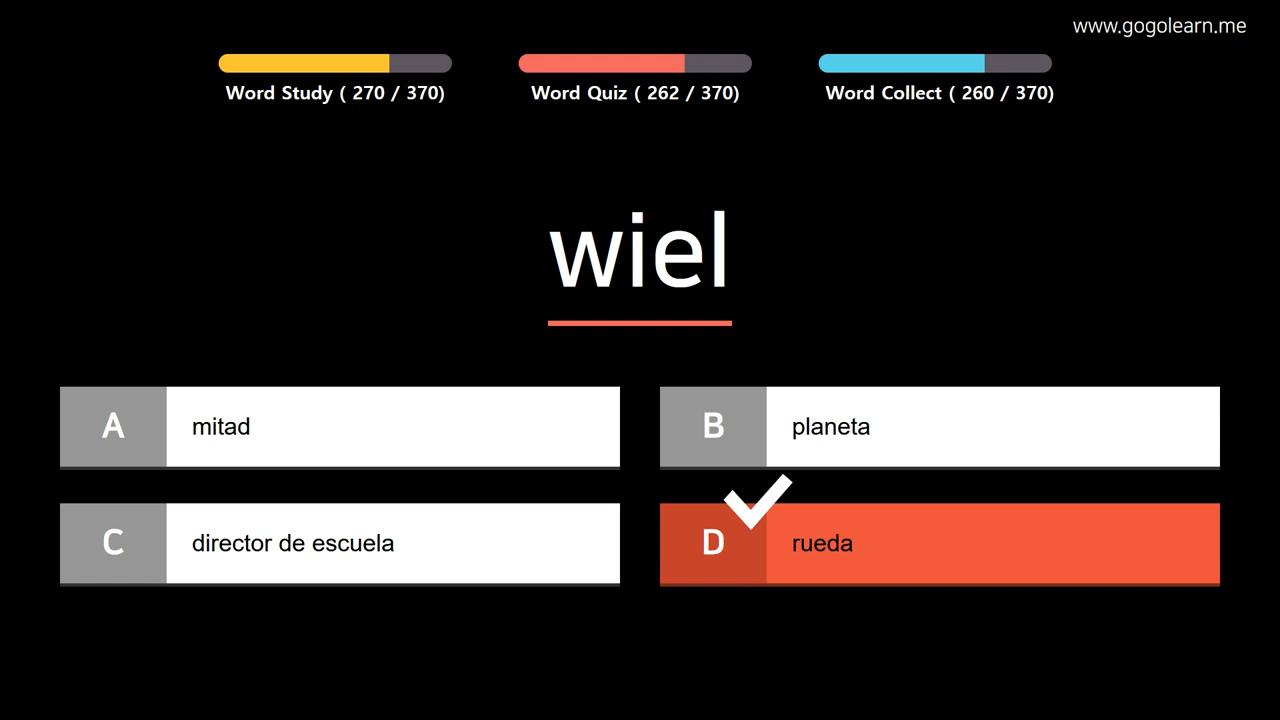 www.gogolearn.me
Word Study ( 270 / 370)
Word Quiz ( 262 / 370)
Word Collect ( 260 / 370)
wiel
A mitad
B planeta
C director de escuela
D rueda